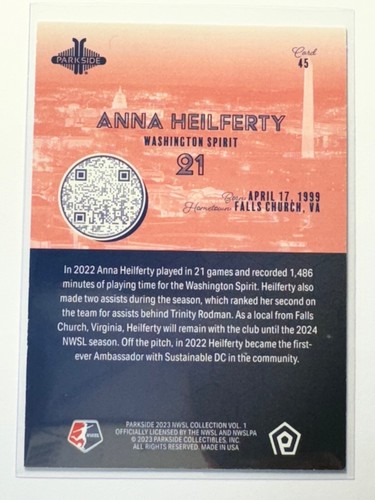 PARKSIDE
Card
45
ANNA HEILFERTY
WASHINGTON SPIRIT
21
Born APRIL 17, 1999
Hometown FALLS CHURCH, VA
In 2022 Anna Heilferty played in 21 games and recorded 1,486
minutes of playing time for the Washington Spirit. Heilferty also
made two assists during the season, which ranked her second on
the team for assists behind Trinity Rodman. As a local from Falls
Church, Virginia, Heilferty will remain with the club until the 2024
NWSL season. Off the pitch, in 2022 Heilferty became the first-
ever Ambassador with Sustainable DC in the community.
PARKSIDE 2023 NWSL COLLECTION VOL. 1
OFFICIALLY LICENSED BY THE NWSL AND NWSLPA
© 2023 PARKSIDE COLLECTIBLES, INC.
ALL RIGHTS RESERVED. MADE IN USA
NWSL